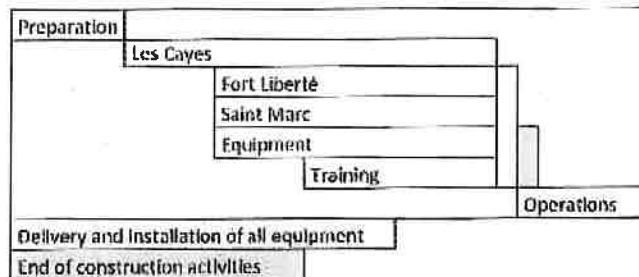 Preparation
Les Cayes
Fort Liberté
Saint Marc
Equipment
Training
Operations
Delivery and installation of all equipment
End of construction activities